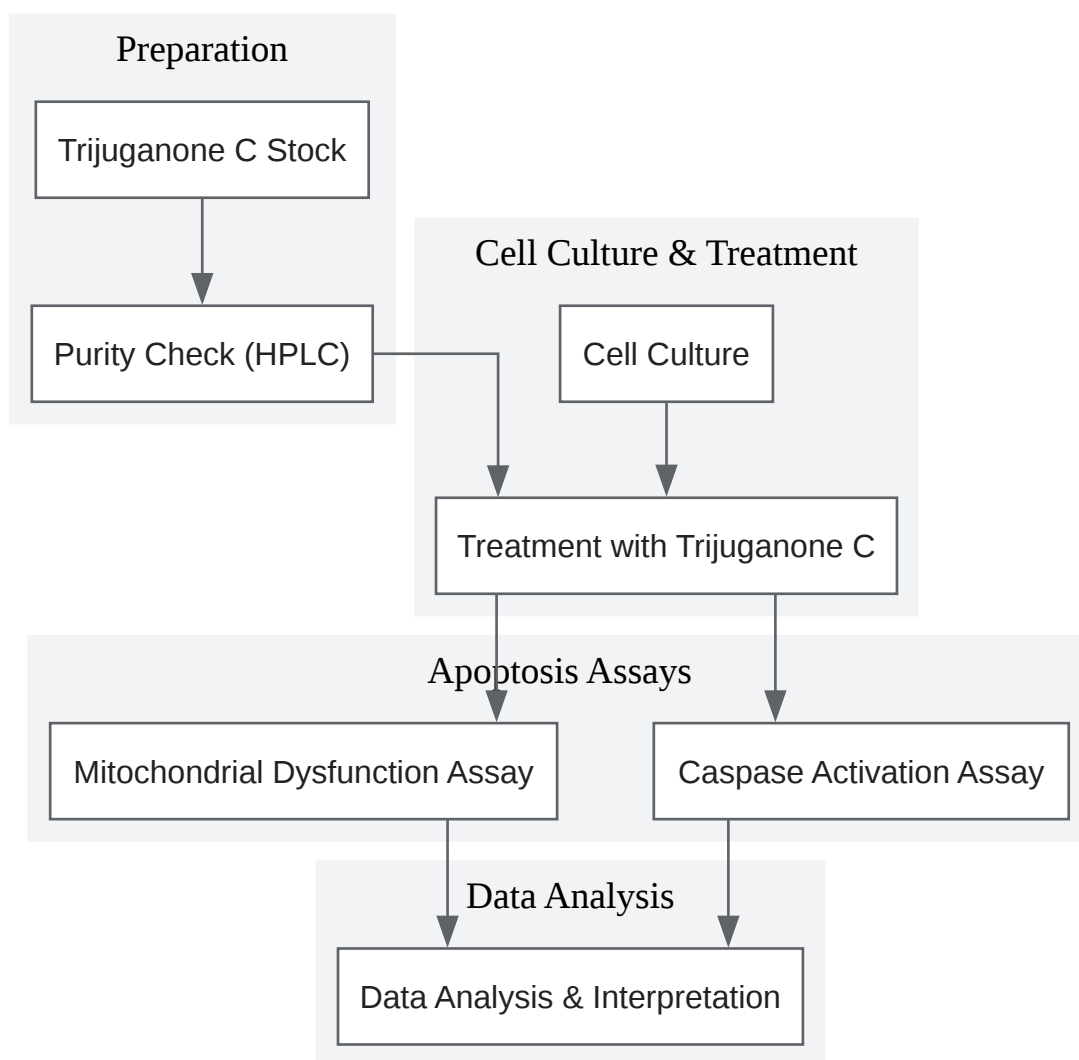 Preparation
Trijuganone C Stock
Purity Check (HPLC)
Cell Culture & Treatment
Cell Culture
Treatment with Trijuganone C
Apoptosis Assays
Mitochondrial Dysfunction Assay
Caspase Activation Assay
Data Analysis
Data Analysis & Interpretation